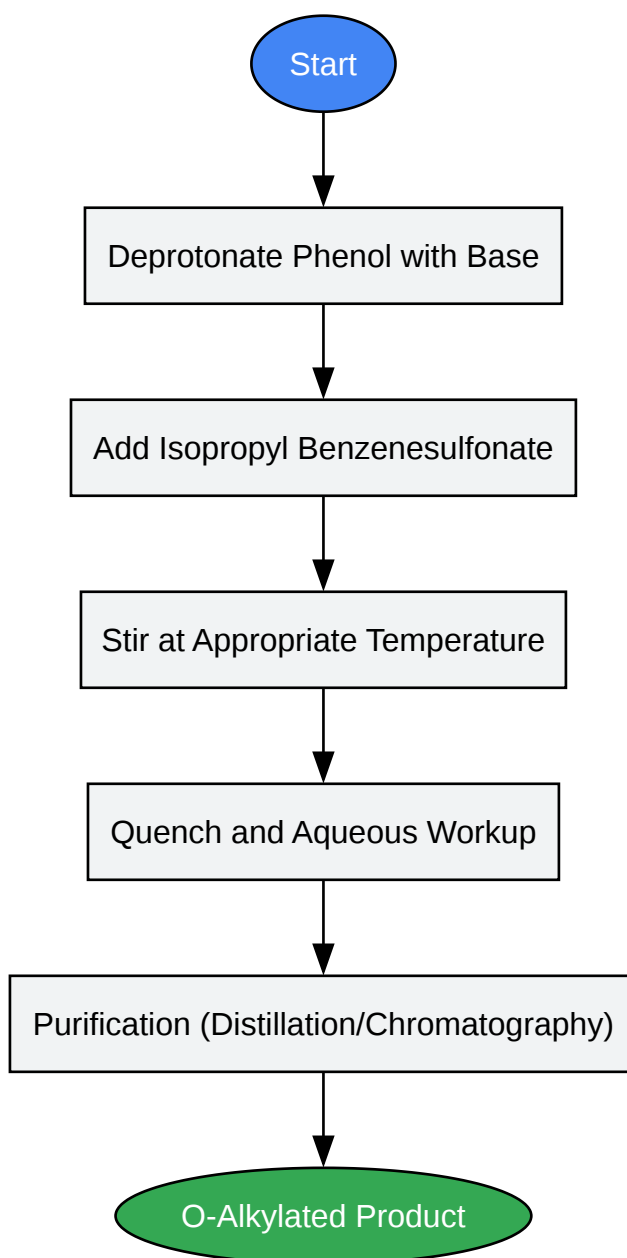 Start
Deprotonate Phenol with Base
Add Isopropyl Benzenesulfonate
Stir at Appropriate Temperature
Quench and Aqueous Workup
Purification (Distillation/Chromatography)
O-Alkylated Product